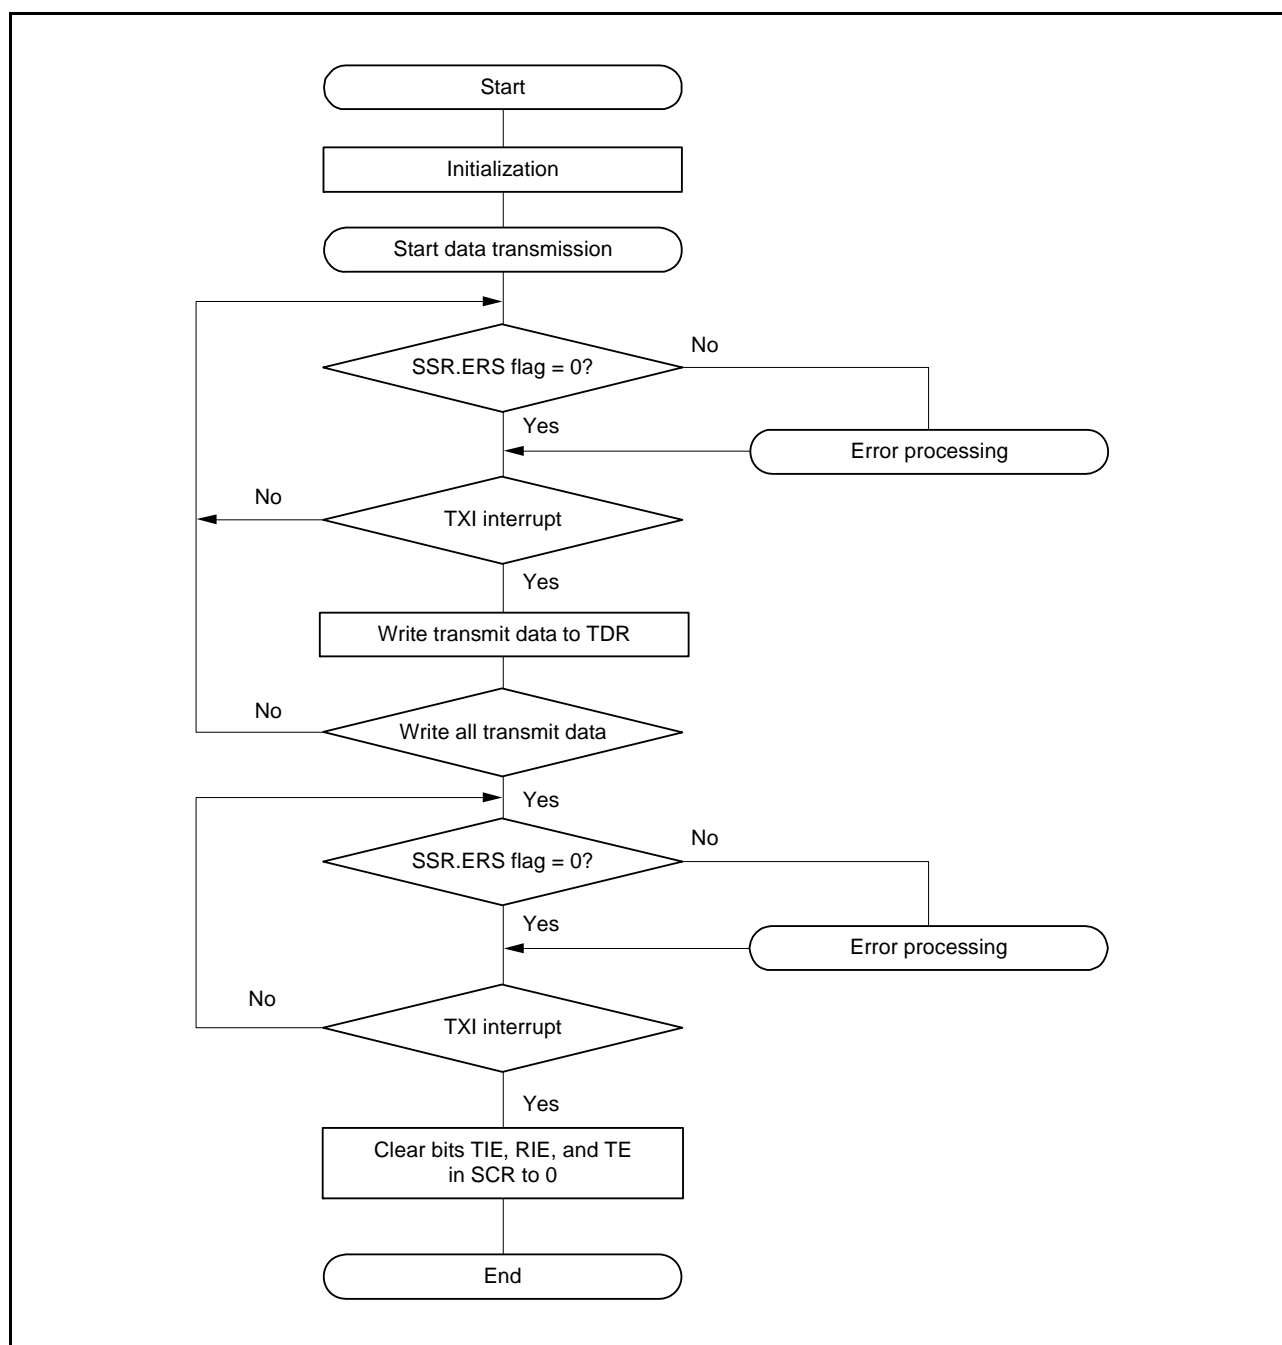 Start
Initialization
Start data transmission
SSR.ERS flag = 0?
No
Yes
Error processing
No
TXI interrupt
Yes
Write transmit data to TDR
No
Write all transmit data
Yes
SSR.ERS flag = 0?
No
Yes
Error processing
No
TXI interrupt
Yes
Clear bits TIE, RIE, and TE
in SCR to 0
End